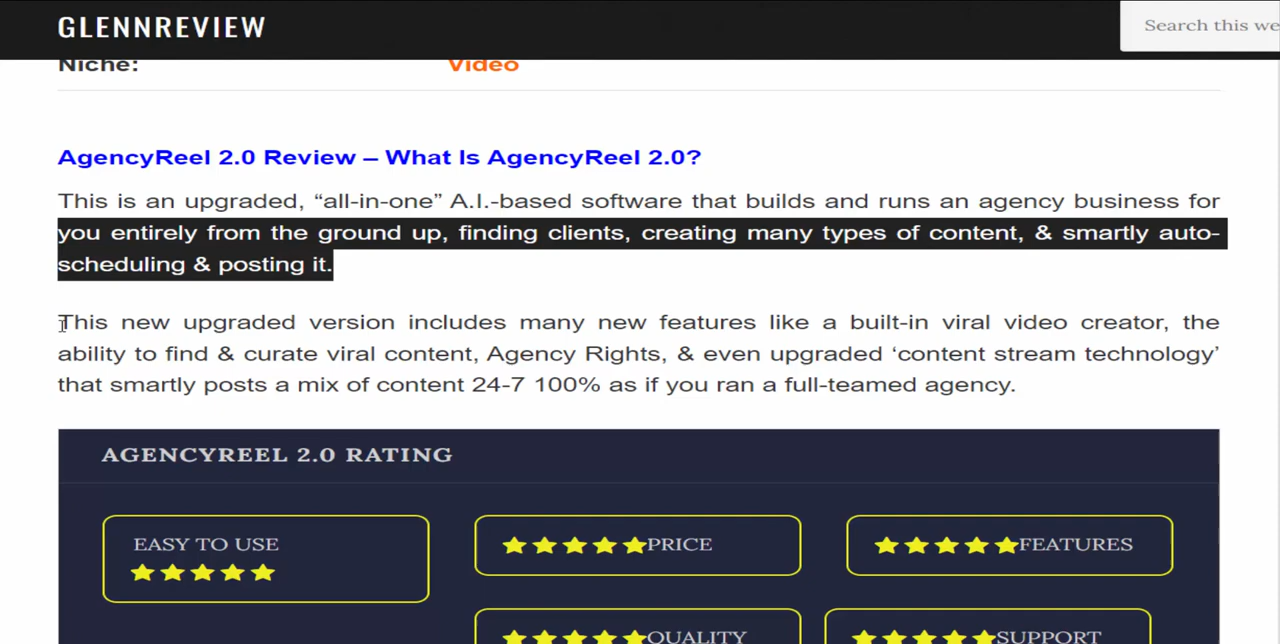 GLENNREVIEW
Search this we
Niche:
Video
AgencyReel 2.0 Review – What Is AgencyReel 2.0?
This is an upgraded, “all-in-one” A.I.-based software that builds and runs an agency business for
you entirely from the ground up, finding clients, creating many types of content, & smartly auto-
scheduling & posting it.
This new upgraded version includes many new features like a built-in viral video creator, the
ability to find & curate viral content, Agency Rights, & even upgraded ‘content stream technology’
that smartly posts a mix of content 24-7 100% as if you ran a full-teamed agency.
AGENCYREEL 2.0 RATING
EASY TO USE
PRICE
FEATURES
QUALITY
SUPPORT